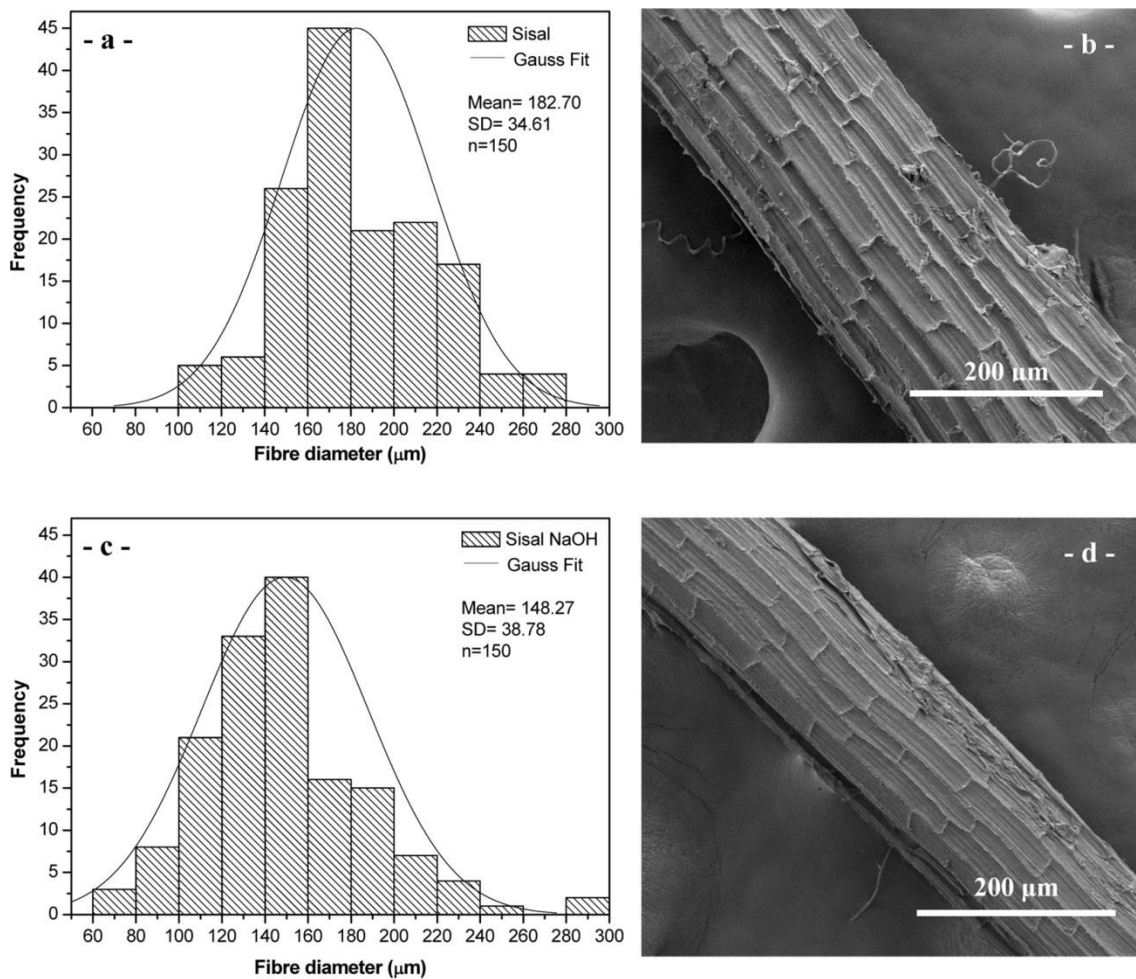 - a -
Sisal
Gauss Fit
Mean= 182.70
SD= 34.61
n=150
45
40
35
30
25
20
15
10
5
0
Frequency
60 80 100 120 140 160 180 200 220 240 260 280 300
Fibre diameter (μm)
- b -
200 μm
- c -
Sisal NaOH
Gauss Fit
Mean= 148.27
SD= 38.78
n=150
45
40
35
30
25
20
15
10
5
0
Frequency
60 80 100 120 140 160 180 200 220 240 260 280 300
Fibre diameter (μm)
- d -
200 μm